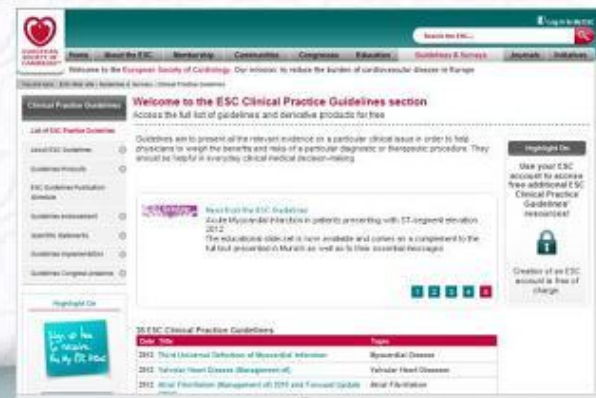 Log in to My ESC
Search the ESC...
EUROPEAN
SOCIETY OF
CARDIOLOGY
Home About the ESC Membership Communities Congresses Education Guidelines & Surveys Journals Initiatives
Welcome to the European Society of Cardiology. Our mission: to reduce the burden of cardiovascular disease in Europe
Clinical Practice Guidelines
Welcome to the ESC Clinical Practice Guidelines section
Access the full list of guidelines and derivative products for free
List of ESC Practice Guidelines
About ESC Guidelines
Guidelines Products
ESC Guidelines Publication
Guidelines Endorsement
Scientific Statements
Guidelines Implementation
Guidelines Congress presence
Guidelines aim to present all the relevant evidence on a particular clinical issue in order to help
physicians to weigh the benefits and risks of a particular diagnostic or therapeutic procedure. They
should be helpful in everyday clinical medical decision-making.
News from the ESC Guidelines
Acute Myocardial Infarction in patients presenting with ST-segment elevation
2012
The educational slide-set is now available and comes as a complement to the
full text presented in Munich as well as to their essential messages.
1 2 3 4 5
Highlight On
Use your ESC
account to access
free additional ESC
Clinical Practice
Guidelines'
resources!
Creation of an ESC
account is free of
charge
Highlight On
Sign up free
to receive
38 ESC Clinical Practice Guidelines
Date Title Topic
2012 Third Universal Definition of Myocardial Infarction Myocardial Disease
2012 Valvular Heart Disease (Management of) Valvular Heart Diseases
2012 Atrial Fibrillation (Management of) 2010 and Focused Update Atrial Fibrillation